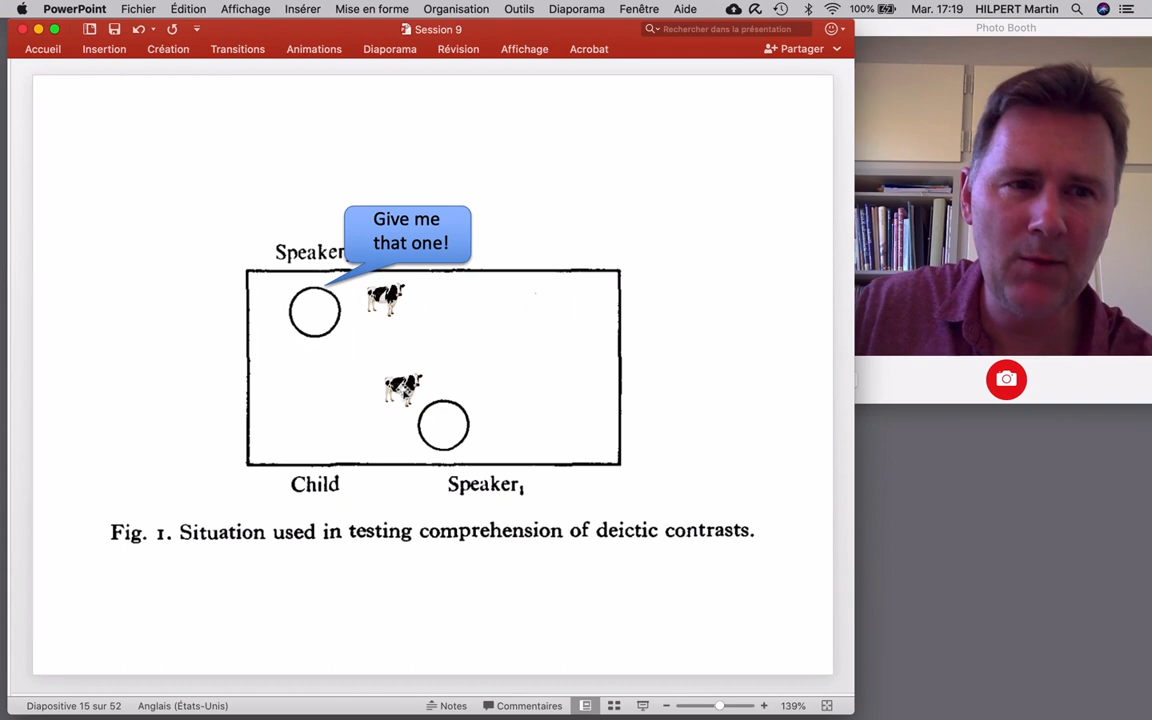 PowerPoint Fichier Édition Affichage Insérer Mise en forme Organisation Outils Diaporama Fenêtre Aide 100% Mar. 17:19 HILPERT Martin
Session 9
Rechercher dans la présentation
Photo Booth
Accueil Insertion Création Transitions Animations Diaporama Révision Affichage Acrobat Partager
Give me
that one!
Speaker
Child Speaker₁
Fig. 1. Situation used in testing comprehension of deictic contrasts.
Diapositive 15 sur 52 Anglais (États-Unis) Notes Commentaires 139%